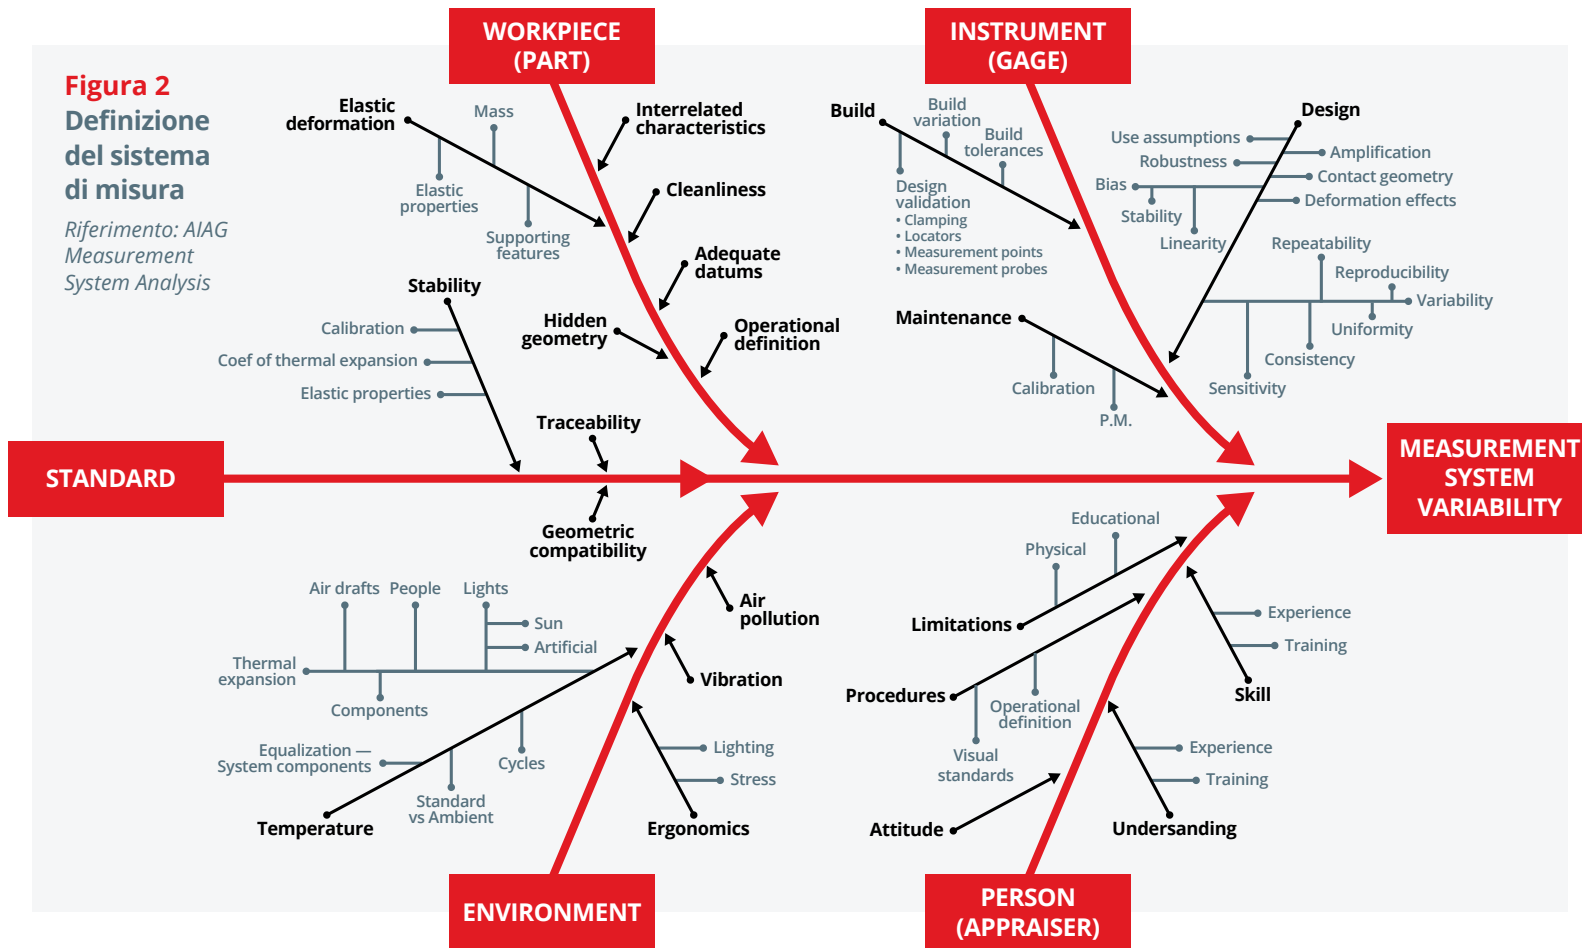 WORKPIECE
(PART)
INSTRUMENT
(GAGE)
Figura 2
Definizione
del sistema
di misura
Riferimento: AIAG
Measurement
System Analysis
Elastic
deformation
Mass
Elastic
properties
Supporting
features
Interrelated
characteristics
Cleanliness
Adequate
datums
Hidden
geometry
Operational
definition
Stability
Calibration
Coef of thermal expansion
Elastic properties
Traceability
Geometric
compatibility
Build
Build
variation
Build
tolerances
Design
validation
• Clamping
• Locators
• Measurement points
• Measurement probes
Maintenance
Calibration
P.M.
Design
Use assumptions
Robustness
Bias
Stability
Linearity
Amplification
Contact geometry
Deformation effects
Repeatability
Reproducibility
Variability
Uniformity
Consistency
Sensitivity
STANDARD
MEASUREMENT
SYSTEM
VARIABILITY
Air drafts
People
Lights
Sun
Artificial
Thermal
expansion
Components
Equalization —
System components
Standard
vs Ambient
Cycles
Temperature
Air
pollution
Vibration
Lighting
Stress
Ergonomics
Educational
Physical
Limitations
Procedures
Operational
definition
Visual
standards
Attitude
Experience
Training
Skill
Experience
Training
Undersanding
ENVIRONMENT
PERSON
(APPRAISER)